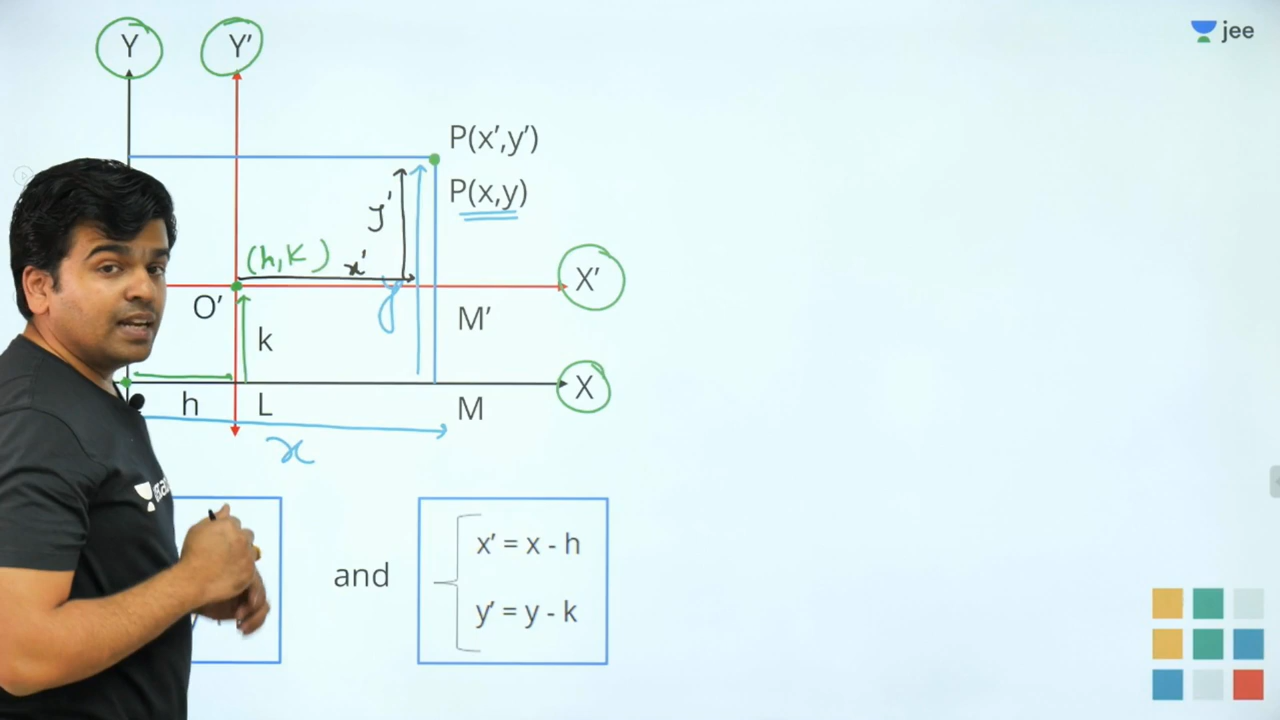 Y
Y'
jee
P(x',y')
y'
P(x,y)
(h,K)
x'
X'
O'
y
M'
k
X
h
L
M
x
and
x' = x - h
y' = y - k